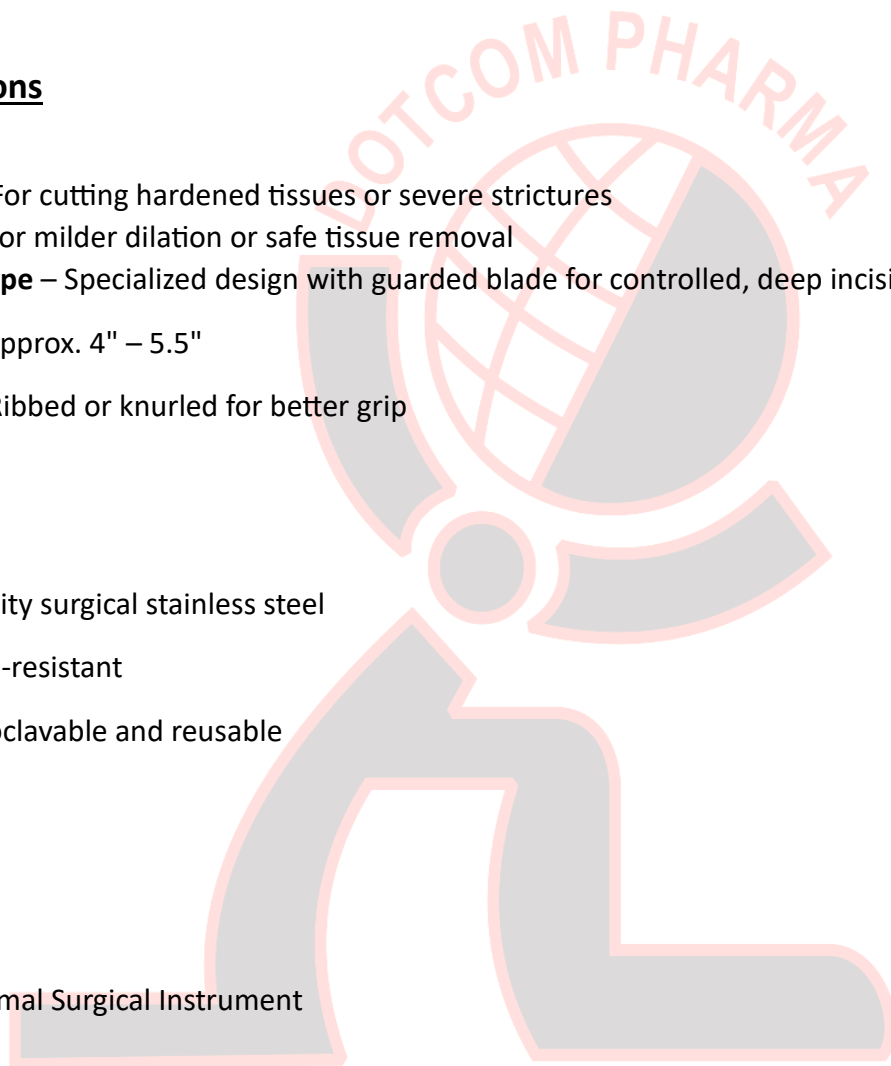 DOTCOM PHARMA
ons
For cutting hardened tissues or severe strictures
or milder dilation or safe tissue removal
pe – Specialized design with guarded blade for controlled, deep incisi
pprox. 4" – 5.5"
Ribbed or knurled for better grip
ity surgical stainless steel
-resistant
oclavable and reusable
mal Surgical Instrument